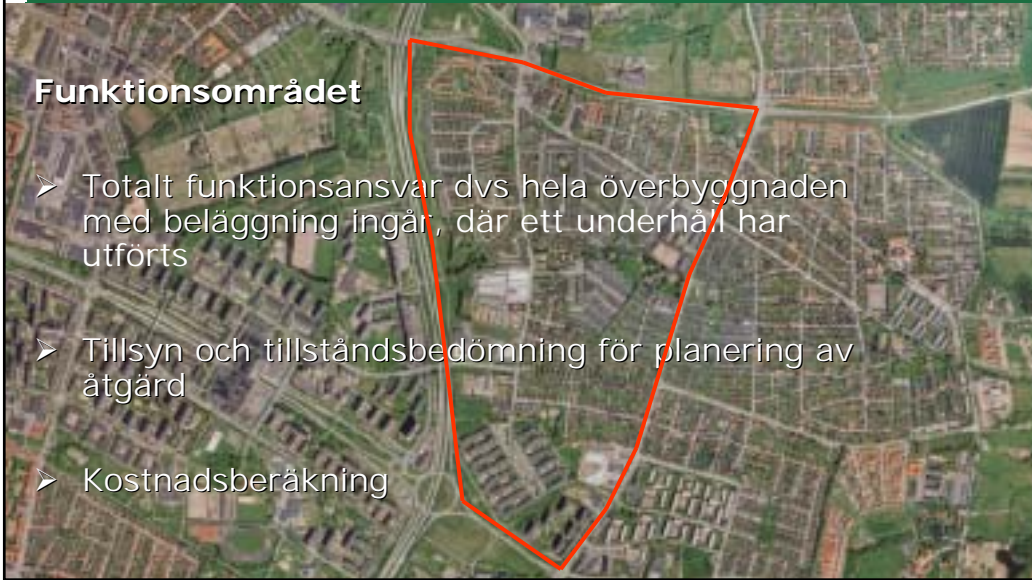 Funktionsområdet
➢ Totalt funktionsansvar dvs hela överbyggnaden
med beläggning ingår, där ett underhåll har
utförts
➢ Tillsyn och tillståndsbedömning för planering av
åtgärd
➢ Kostnadsberäkning